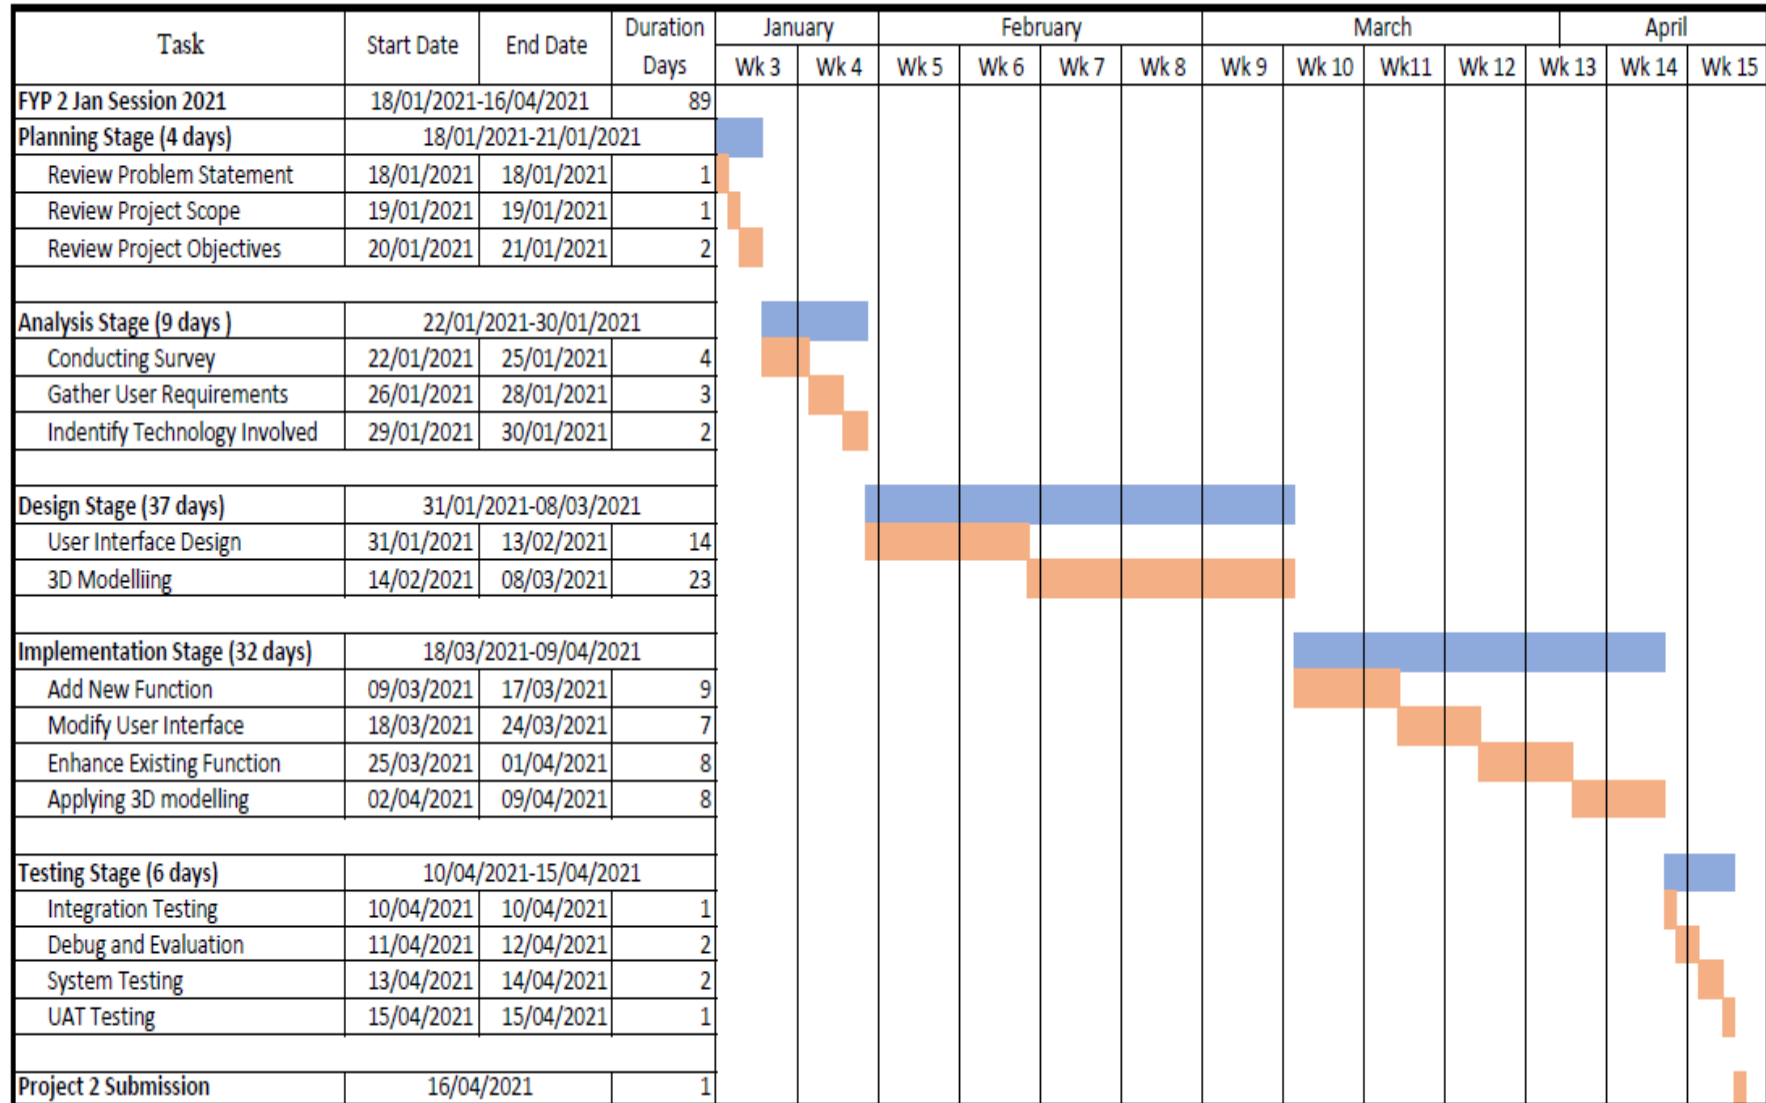 Task Start Date End Date Duration Days January February March April
Wk 3 Wk 4 Wk 5 Wk 6 Wk 7 Wk 8 Wk 9 Wk 10 Wk11 Wk 12 Wk 13 Wk 14 Wk 15
FYP 2 Jan Session 2021 18/01/2021-16/04/2021 89
Planning Stage (4 days) 18/01/2021-21/01/2021
Review Problem Statement 18/01/2021 18/01/2021 1
Review Project Scope 19/01/2021 19/01/2021 1
Review Project Objectives 20/01/2021 21/01/2021 2
Analysis Stage (9 days ) 22/01/2021-30/01/2021
Conducting Survey 22/01/2021 25/01/2021 4
Gather User Requirements 26/01/2021 28/01/2021 3
Indentify Technology Involved 29/01/2021 30/01/2021 2
Design Stage (37 days) 31/01/2021-08/03/2021
User Interface Design 31/01/2021 13/02/2021 14
3D Modelliing 14/02/2021 08/03/2021 23
Implementation Stage (32 days) 18/03/2021-09/04/2021
Add New Function 09/03/2021 17/03/2021 9
Modify User Interface 18/03/2021 24/03/2021 7
Enhance Existing Function 25/03/2021 01/04/2021 8
Applying 3D modelling 02/04/2021 09/04/2021 8
Testing Stage (6 days) 10/04/2021-15/04/2021
Integration Testing 10/04/2021 10/04/2021 1
Debug and Evaluation 11/04/2021 12/04/2021 2
System Testing 13/04/2021 14/04/2021 2
UAT Testing 15/04/2021 15/04/2021 1
Project 2 Submission 16/04/2021 1